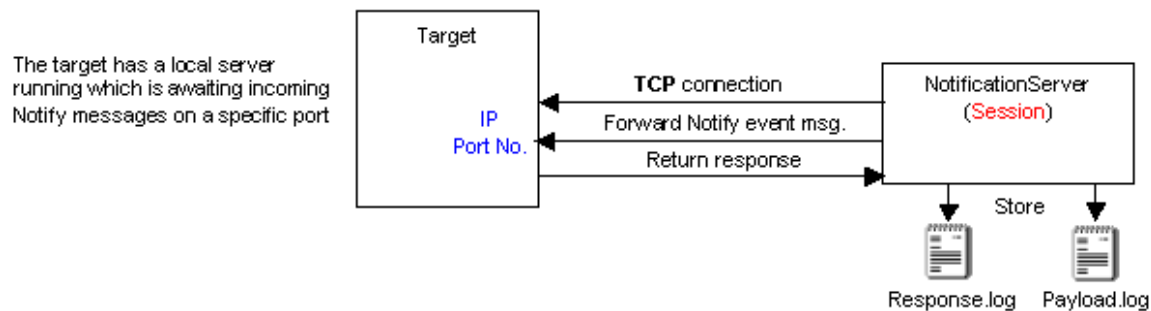 The target has a local server
running which is awaiting incoming
Notify messages on a specific port
Target
IP
Port No.
TCP connection
Forward Notify event msg.
Return response
NotificationServer
(Session)
Store
Response.log
Payload.log